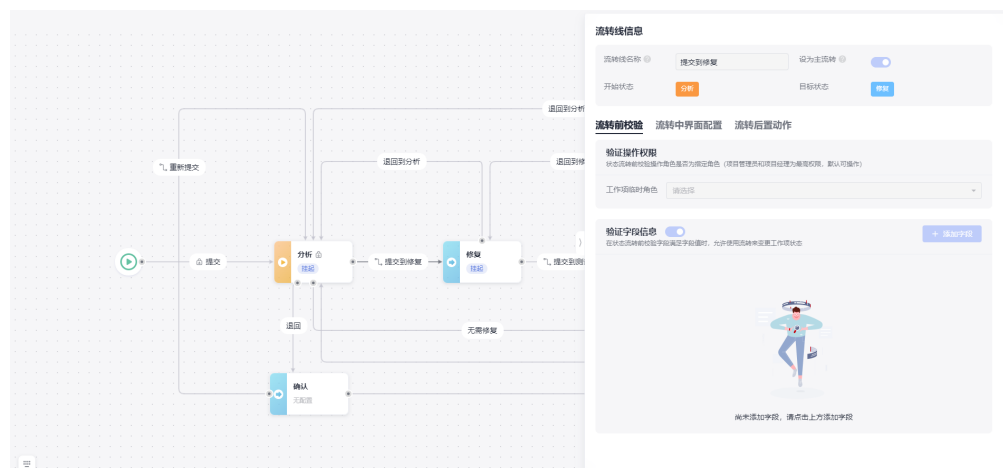 流转线信息
流转线名称
提交到修复
设为主流转
开始状态
分析
目标状态
修复
流转前校验 流转中界面配置 流转后置动作
验证操作权限
状态流转前校验操作角色是否为指定角色（项目管理员和项目经理为最高权限，默认可操作）
工作项临时角色
请选择
验证字段信息
在状态流转前校验字段满足字段值时，允许使用流转来变更工作项状态
+ 添加字段
尚未添加字段，请点击上方添加字段
退回到分析
退回到分析
退回到修
重新提交
提交
分析
挂起
提交到修复
修复
挂起
提交到测
退回
无需修复
确认
无配置